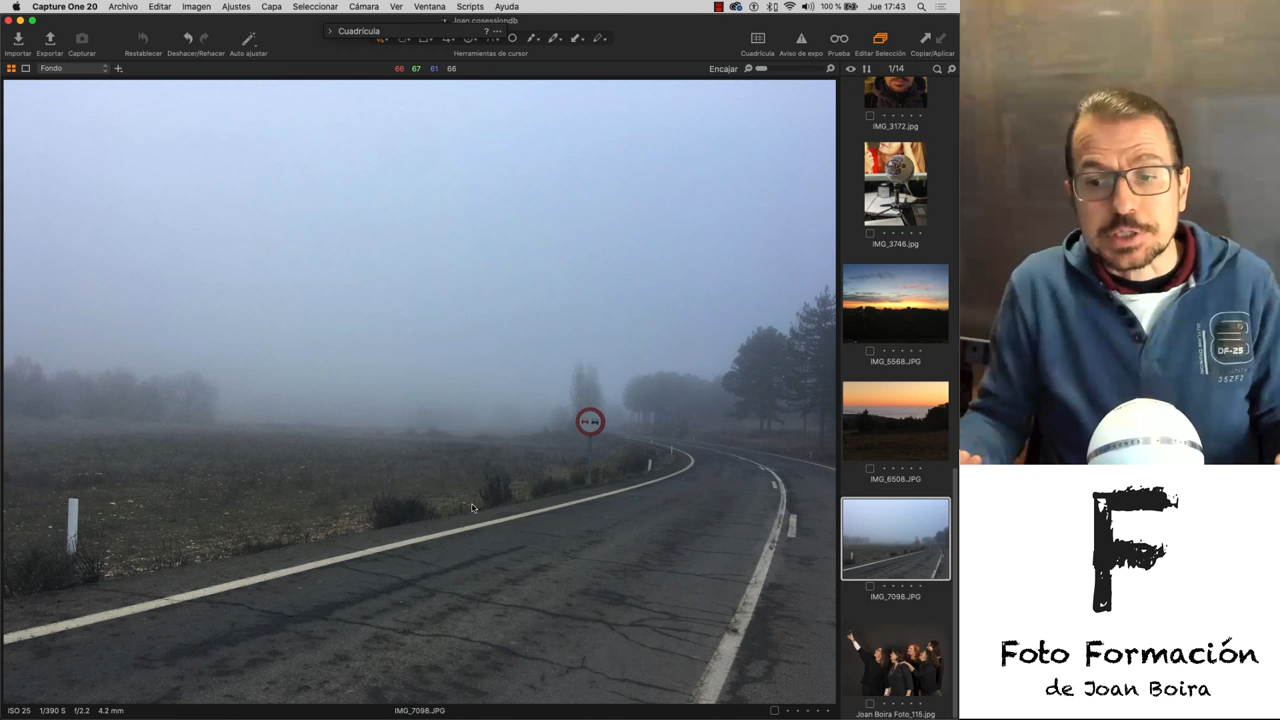 Capture One 20 Archivo Editar Imagen Ajustes Capa Seleccionar Cámara Ver Ventana Scripts Ayuda 100 % Jue 17:43
Cuadrícula ? ...
Importar Exportar Capturar Restablecer Deshacer/Rehacer Auto ajustar Herramientas de cursor Cuadrícula Aviso de expo Prueba Editar Selección Copiar/Aplicar
Fondo 66 67 61 66 Encajar 1/14
IMG_3172.jpg
IMG_3746.jpg
IMG_5568.JPG
IMG_6508.JPG
IMG_7098.JPG
Joan Boira Foto_115.jpg
ISO 25 1/390 S f/2.2 4.2 mm IMG_7098.JPG
DF-25
35ZF2
F
Foto Formación
de Joan Boira